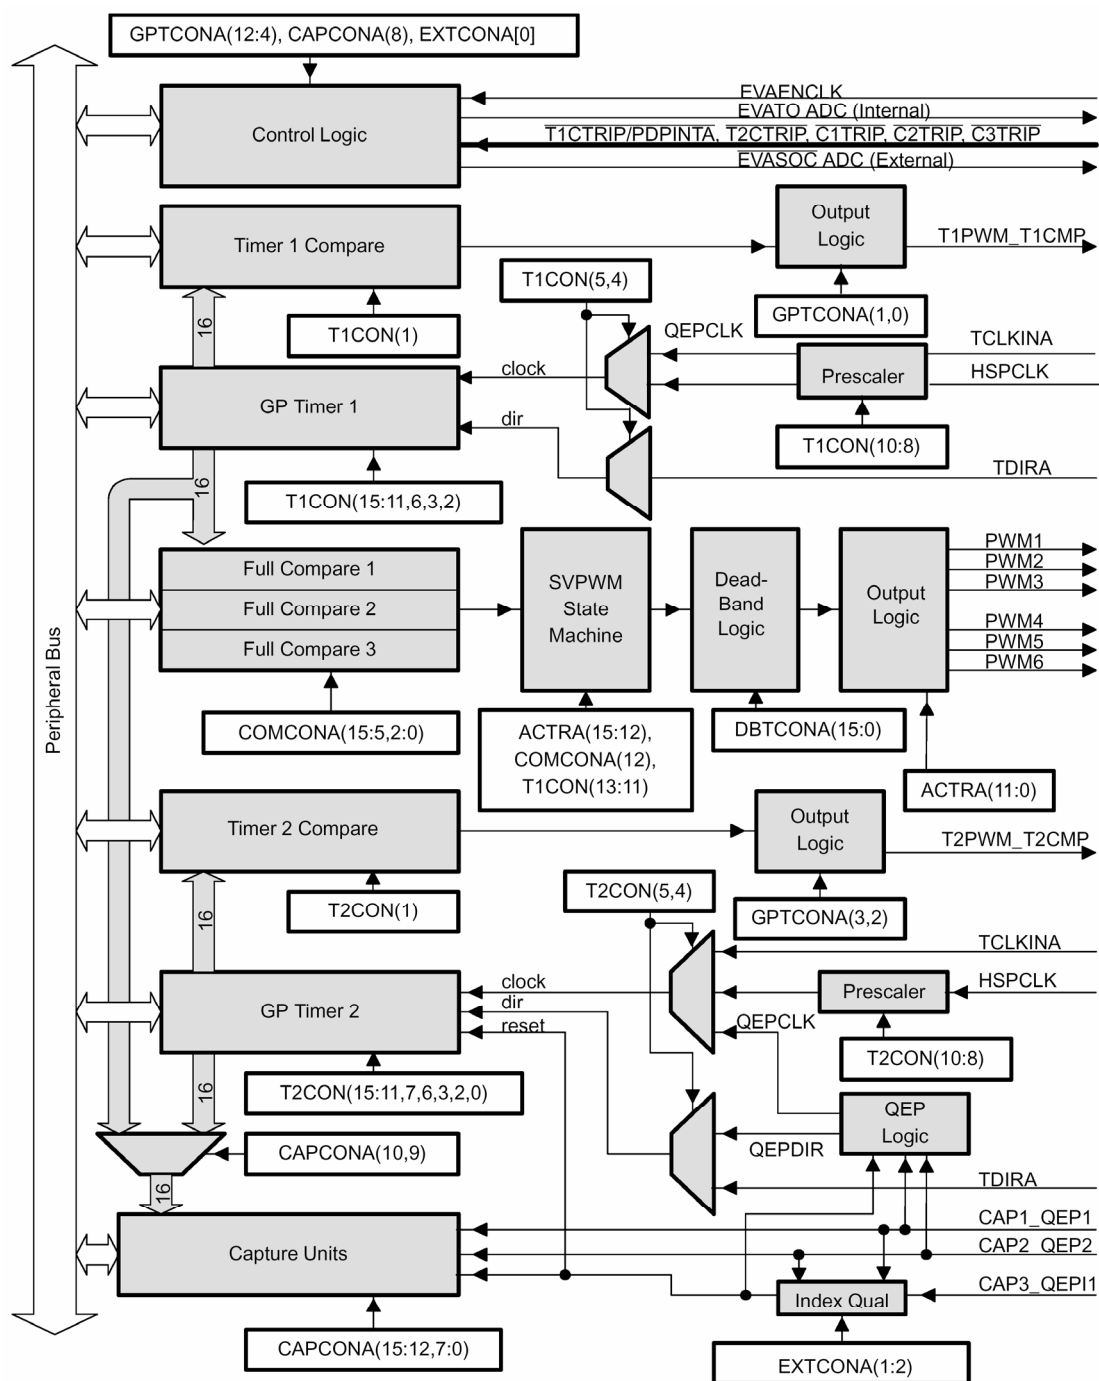 GPTCONA(12:4), CAPCONA(8), EXTCONA[0]
Control Logic
EVAENCLK
EVATO ADC (Internal)
T1CTRIP/PDPINTA, T2CTRIP, C1TRIP, C2TRIP, C3TRIP
EVASOC ADC (External)
Timer 1 Compare
Output
Logic
T1PWM_T1CMP
T1CON(5,4)
GPTCONA(1,0)
16
T1CON(1)
QEPCLK
TCLKINA
clock
Prescaler
HSPCLK
GP Timer 1
dir
T1CON(10:8)
TDIRA
16
T1CON(15:11,6,3,2)
Full Compare 1
Full Compare 2
Full Compare 3
SVPWM
State
Machine
Dead-
Band
Logic
Output
Logic
PWM1
PWM2
PWM3
PWM4
PWM5
PWM6
Peripheral Bus
COMCONA(15:5,2:0)
ACTRA(15:12),
COMCONA(12),
T1CON(13:11)
DBTCONA(15:0)
ACTRA(11:0)
Timer 2 Compare
Output
Logic
T2PWM_T2CMP
T2CON(5,4)
T2CON(1)
GPTCONA(3,2)
16
TCLKINA
clock
Prescaler
HSPCLK
GP Timer 2
dir
reset
QEPCLK
T2CON(10:8)
16
T2CON(15:11,7,6,3,2,0)
QEP
Logic
CAPCONA(10,9)
QEPDIR
TDIRA
16
CAP1_QEP1
Capture Units
CAP2_QEP2
CAP3_QEPI1
Index Qual
CAPCONA(15:12,7:0)
EXTCONA(1:2)